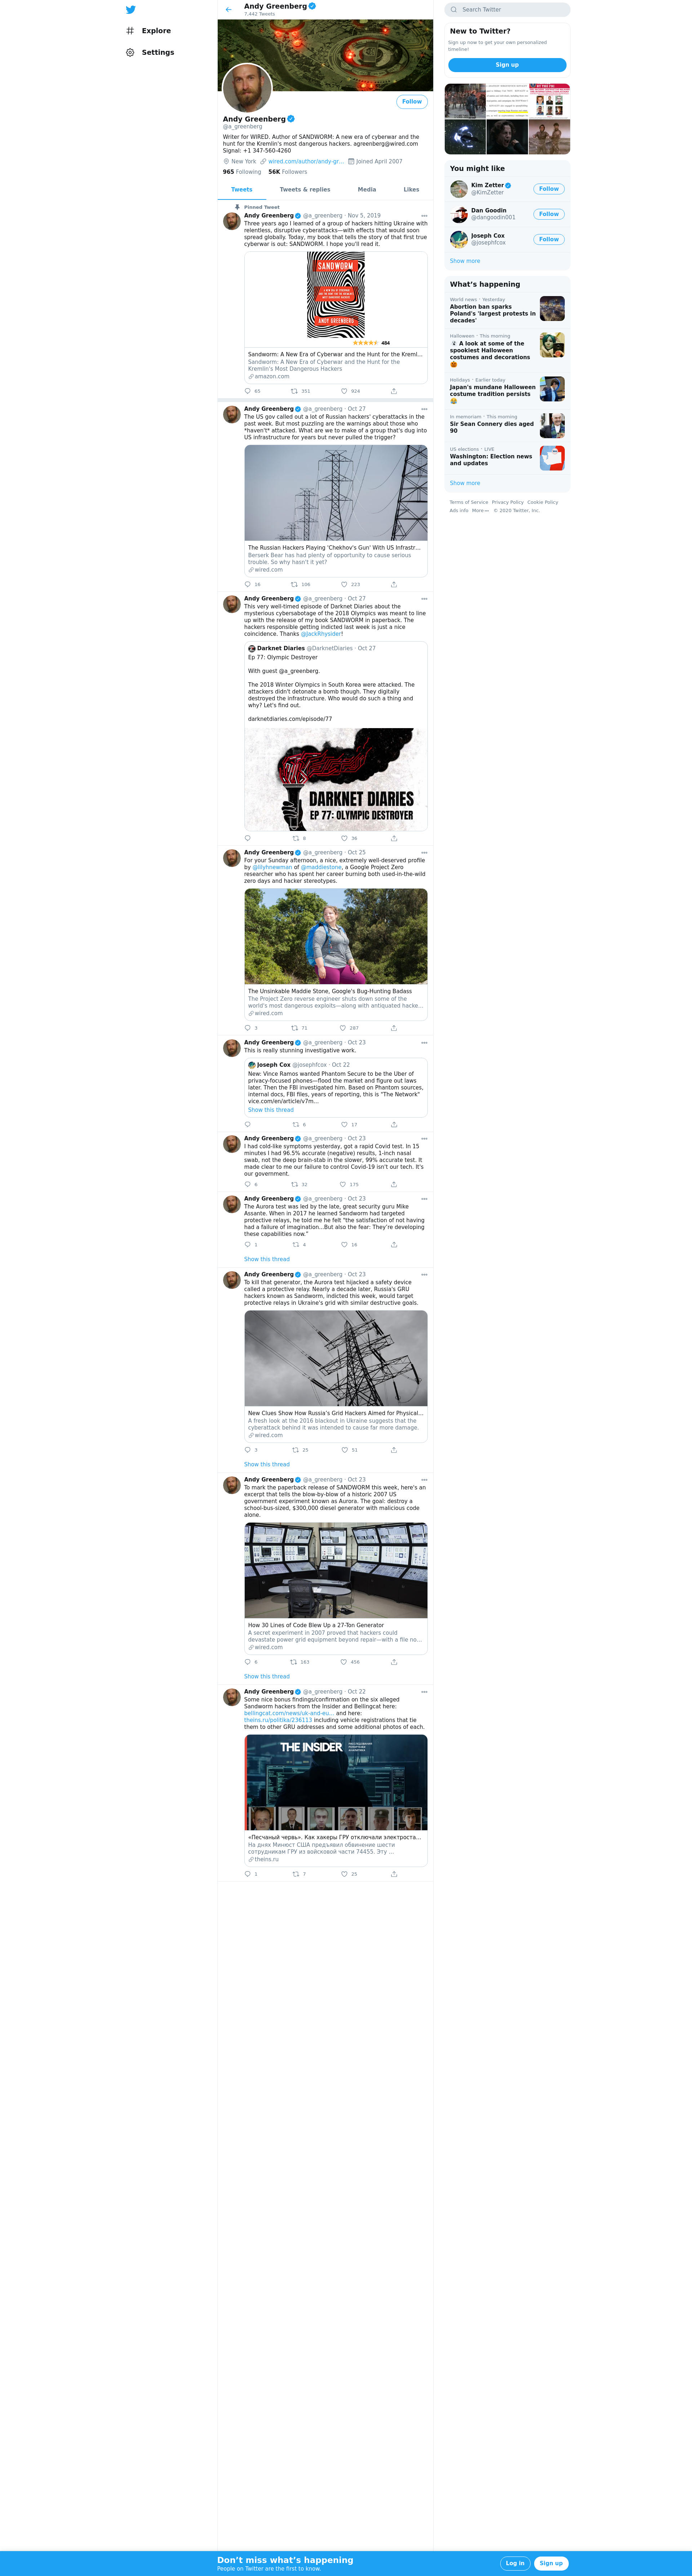 Explore
Settings
Andy Greenberg
7,442 Tweets
Follow
Andy Greenberg
@a_greenberg
Writer for WIRED. Author of SANDWORM: A new era of cyberwar and the
hunt for the Kremlin's most dangerous hackers. agreenberg@wired.com
Signal: +1 347-560-4260
New York wired.com/author/andy-gr... Joined April 2007
965 Following 56K Followers
Tweets Tweets & replies Media Likes
Pinned Tweet
Andy Greenberg @a_greenberg · Nov 5, 2019
Three years ago I learned of a group of hackers hitting Ukraine with
relentless, disruptive cyberattacks—with effects that would soon
spread globally. Today, my book that tells the story of that first true
cyberwar is out: SANDWORM. I hope you'll read it.
SANDWORM
ANDY GREENBERG
484
Sandworm: A New Era of Cyberwar and the Hunt for the Kreml...
Sandworm: A New Era of Cyberwar and the Hunt for the
Kremlin's Most Dangerous Hackers
amazon.com
65 351 924
Andy Greenberg @a_greenberg · Oct 27
The US gov called out a lot of Russian hackers' cyberattacks in the
past week. But most puzzling are the warnings about those who
*haven't* attacked. What are we to make of a group that's dug into
US infrastructure for years but never pulled the trigger?
The Russian Hackers Playing 'Chekhov's Gun' With US Infrastr...
Berserk Bear has had plenty of opportunity to cause serious
trouble. So why hasn't it yet?
wired.com
16 106 223
Andy Greenberg @a_greenberg · Oct 27
This very well-timed episode of Darknet Diaries about the
mysterious cybersabotage of the 2018 Olympics was meant to line
up with the release of my book SANDWORM in paperback. The
hackers responsible getting indicted last week is just a nice
coincidence. Thanks @JackRhysider!
Darknet Diaries @DarknetDiaries · Oct 27
Ep 77: Olympic Destroyer
With guest @a_greenberg.
The 2018 Winter Olympics in South Korea were attacked. The
attackers didn't detonate a bomb though. They digitally
destroyed the infrastructure. Who would do such a thing and
why? Let's find out.
darknetdiaries.com/episode/77
DARKNET DIARIES
EP 77: OLYMPIC DESTROYER
8 36
Andy Greenberg @a_greenberg · Oct 25
For your Sunday afternoon, a nice, extremely well-deserved profile
by @lilyhnewman of @maddiestone, a Google Project Zero
researcher who has spent her career burning both used-in-the-wild
zero days and hacker stereotypes.
The Unsinkable Maddie Stone, Google's Bug-Hunting Badass
The Project Zero reverse engineer shuts down some of the
world's most dangerous exploits—along with antiquated hacke...
wired.com
3 71 287
Andy Greenberg @a_greenberg · Oct 23
This is really stunning investigative work.
Joseph Cox @josephfcox · Oct 22
New: Vince Ramos wanted Phantom Secure to be the Uber of
privacy-focused phones—flood the market and figure out laws
later. Then the FBI investigated him. Based on Phantom sources,
internal docs, FBI files, years of reporting, this is "The Network"
vice.com/en/article/v7m...
Show this thread
6 17
Andy Greenberg @a_greenberg · Oct 23
I had cold-like symptoms yesterday, got a rapid Covid test. In 15
minutes I had 96.5% accurate (negative) results, 1-inch nasal
swab, not the deep brain-stab in the slower, 99% accurate test. It
made clear to me our failure to control Covid-19 isn't our tech. It's
our government.
6 32 175
Andy Greenberg @a_greenberg · Oct 23
The Aurora test was led by the late, great security guru Mike
Assante. When in 2017 he learned Sandworm had targeted
protective relays, he told me he felt "the satisfaction of not having
had a failure of imagination...But also the fear: They're developing
these capabilities now."
1 4 16
Show this thread
Andy Greenberg @a_greenberg · Oct 23
To kill that generator, the Aurora test hijacked a safety device
called a protective relay. Nearly a decade later, Russia's GRU
hackers known as Sandworm, indicted this week, would target
protective relays in Ukraine's grid with similar destructive goals.
New Clues Show How Russia's Grid Hackers Aimed for Physical...
A fresh look at the 2016 blackout in Ukraine suggests that the
cyberattack behind it was intended to cause far more damage.
wired.com
3 25 51
Show this thread
Andy Greenberg @a_greenberg · Oct 23
To mark the paperback release of SANDWORM this week, here's an
excerpt that tells the blow-by-blow of a historic 2007 US
government experiment known as Aurora. The goal: destroy a
school-bus-sized, $300,000 diesel generator with malicious code
alone.
How 30 Lines of Code Blew Up a 27-Ton Generator
A secret experiment in 2007 proved that hackers could
devastate power grid equipment beyond repair—with a file no...
wired.com
6 163 456
Show this thread
Andy Greenberg @a_greenberg · Oct 22
Some nice bonus findings/confirmation on the six alleged
Sandworm hackers from the Insider and Bellingcat here:
bellingcat.com/news/uk-and-eu... and here:
theins.ru/politika/236113 including vehicle registrations that tie
them to other GRU addresses and some additional photos of each.
THE INSIDER
«Песчаный червь». Как хакеры ГРУ отключали электроста...
На днях Минюст США предъявил обвинение шести
сотрудникам ГРУ из войсковой части 74455. Эту ...
theins.ru
1 7 25
Search Twitter
New to Twitter?
Sign up now to get your own personalized
timeline!
Sign up
You might like
Kim Zetter
@KimZetter
Follow
Dan Goodin
@dangoodin001
Follow
Joseph Cox
@josephfcox
Follow
Show more
What's happening
World news · Yesterday
Abortion ban sparks
Poland's 'largest protests in
decades'
Halloween · This morning
A look at some of the
spookiest Halloween
costumes and decorations
Holidays · Earlier today
Japan's mundane Halloween
costume tradition persists
In memoriam · This morning
Sir Sean Connery dies aged
90
US elections · LIVE
Washington: Election news
and updates
Show more
Terms of Service Privacy Policy Cookie Policy
Ads info More ··· © 2020 Twitter, Inc.
Don't miss what's happening
People on Twitter are the first to know.
Log in Sign up